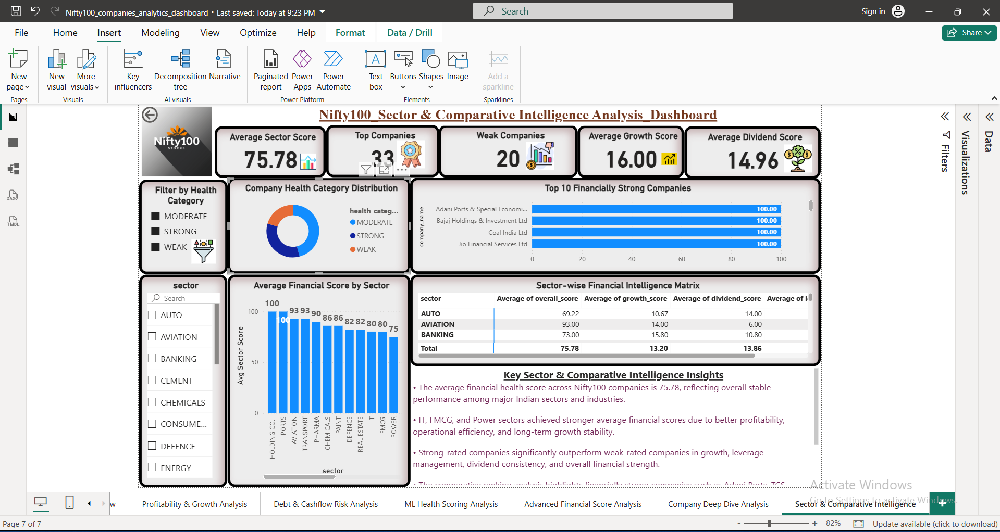 Nifty100_companies_analytics_dashboard • Last saved: Today at 9:23 PM
Search
Sign in
File Home Insert Modeling View Optimize Help Format Data / Drill
Share
New page
Pages
New visual
More visuals
Visuals
Key influencers
Decomposition tree
Narrative
AI visuals
Paginated report
Power Apps
Power Automate
Power Platform
Text box
Buttons
Shapes
Image
Elements
Add a sparkline
Sparklines
DAX
TMDL
Nifty100
STOCKS
Nifty100_Sector & Comparative Intelligence Analysis_Dashboard
Average Sector Score
75.78
Top Companies
33
Weak Companies
20
Average Growth Score
16.00
Average Dividend Score
14.96
Filters
Visualizations
Data
Filter by Health Category
MODERATE
STRONG
WEAK
Company Health Category Distribution
health_categ...
MODERATE
STRONG
WEAK
Top 10 Financially Strong Companies
company_name
Adani Ports & Special Economi... 100.00
Bajaj Holdings & Investment Ltd 100.00
Coal India Ltd 100.00
Jio Financial Services Ltd 100.00
0 20 40 60 80 100
sector
Search
AUTO
AVIATION
BANKING
CEMENT
CHEMICALS
CONSUME...
DEFENCE
ENERGY
Average Financial Score by Sector
Avg Sector Score
100
50
0
100 100 93 93 90 86 86 82 82 80 80 75
HOLDING CO... PORTS AVIATION TRANSPORT PHARMA CHEMICALS PAINT DEFENCE REAL ESTATE IT FMCG POWER
sector
Sector-wise Financial Intelligence Matrix
sector Average of overall_score Average of growth_score Average of dividend_score Average of
AUTO 69.22 10.67 14.00
AVIATION 93.00 14.00 6.00
BANKING 73.00 15.80 10.80
Total 75.78 13.20 13.86
Key Sector & Comparative Intelligence Insights
• The average financial health score across Nifty100 companies is 75.78, reflecting overall stable
performance among major Indian sectors and industries.
• IT, FMCG, and Power sectors achieved stronger average financial scores due to better profitability,
operational efficiency, and long-term growth stability.
• Strong-rated companies significantly outperform weak-rated companies in growth, leverage
management, dividend consistency, and overall financial strength.
• The comparative ranking analysis highlights financially strong companies such as Adani Ports, TCS,
Activate Windows
Go to Settings to activate Windows.
w
Profitability & Growth Analysis
Debt & Cashflow Risk Analysis
ML Health Scoring Analysis
Advanced Financial Score Analysis
Company Deep Dive Analysis
Sector & Comparative Intelligence
Page 7 of 7
- + 82%
Update available (click to download)